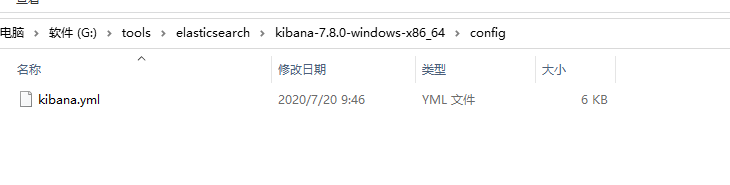 电脑 > 软件 (G:) > tools > elasticsearch > kibana-7.8.0-windows-x86_64 > config
名称 修改日期 类型 大小
kibana.yml 2020/7/20 9:46 YML 文件 6 KB